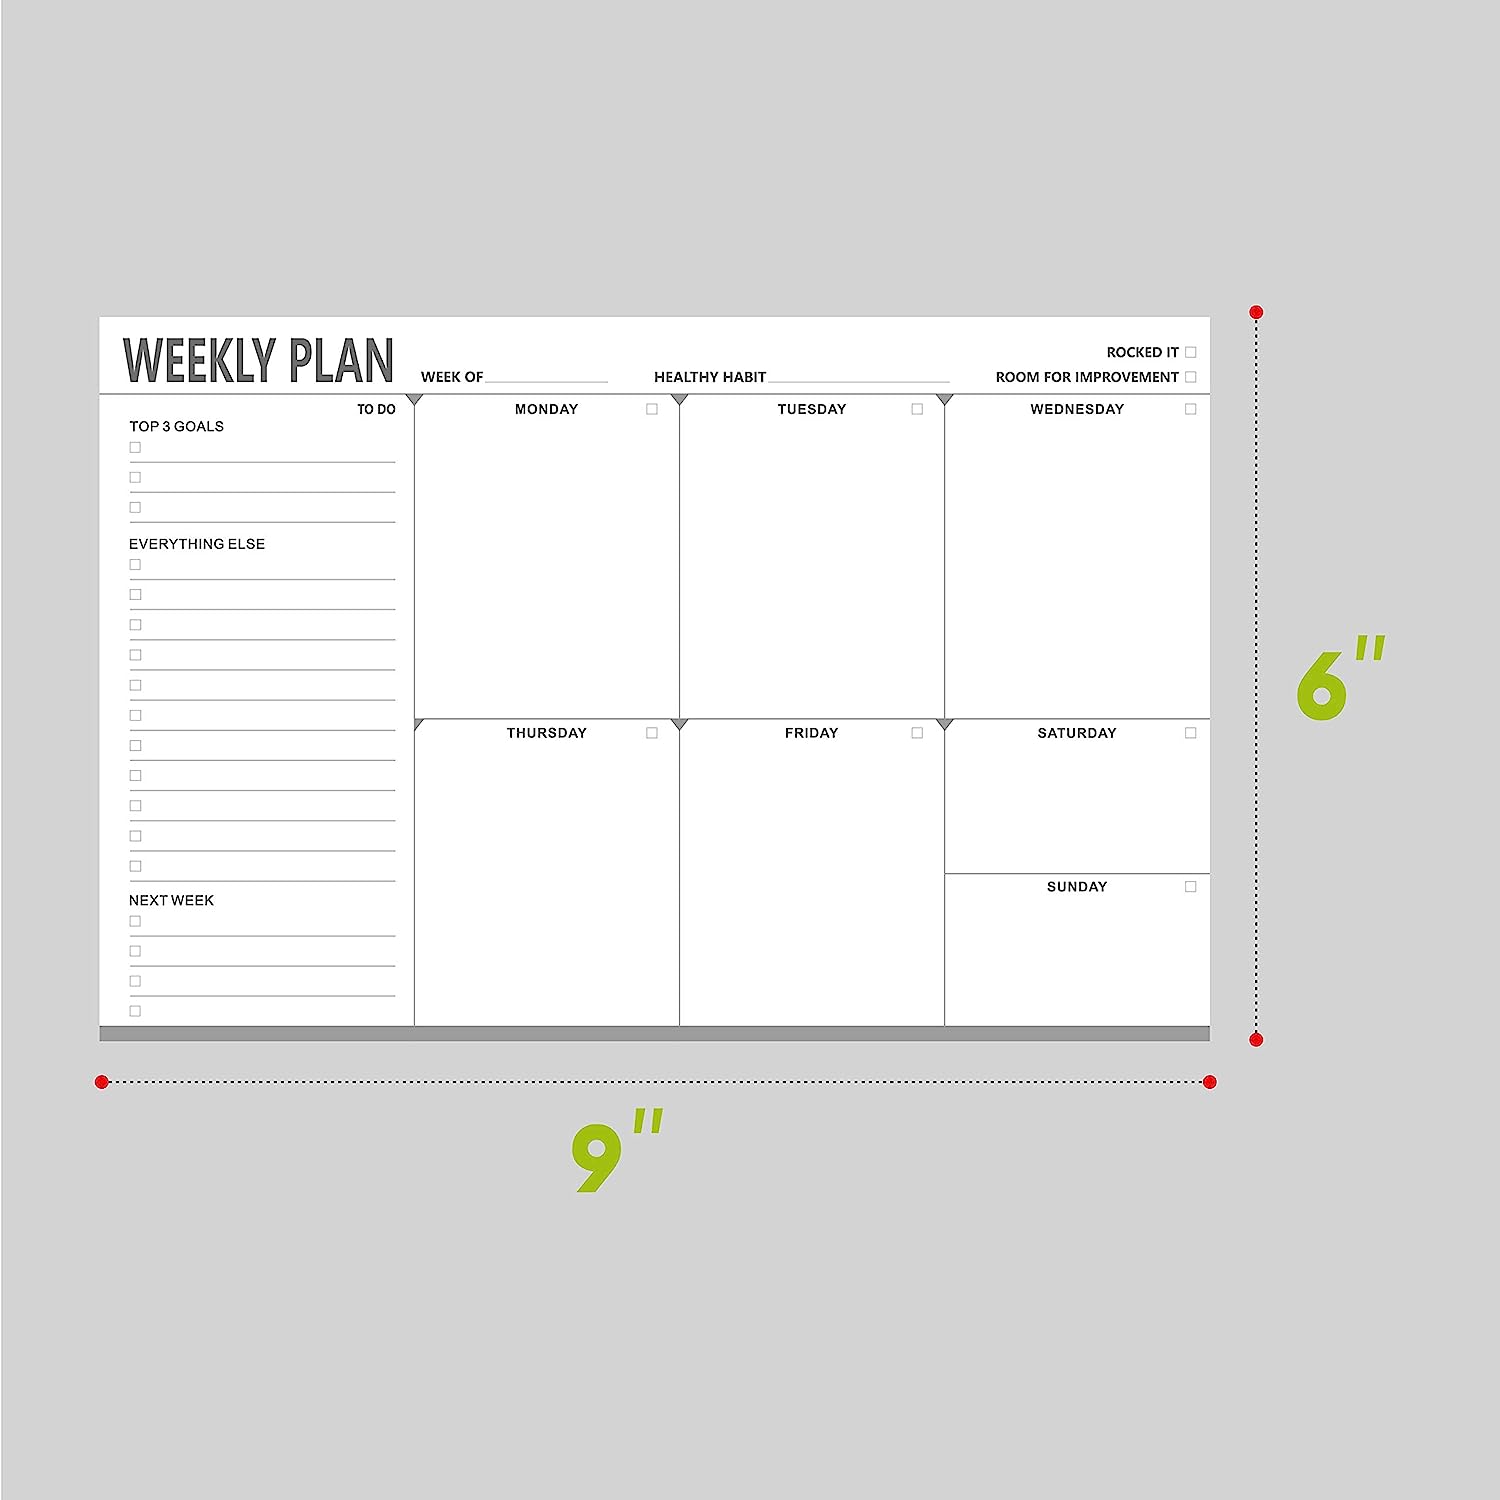 WEEKLY PLAN
WEEK OF
HEALTHY HABIT
ROCKED IT
ROOM FOR IMPROVEMENT
TO DO
TOP 3 GOALS
EVERYTHING ELSE
NEXT WEEK
MONDAY
TUESDAY
WEDNESDAY
THURSDAY
FRIDAY
SATURDAY
SUNDAY
6"
9"